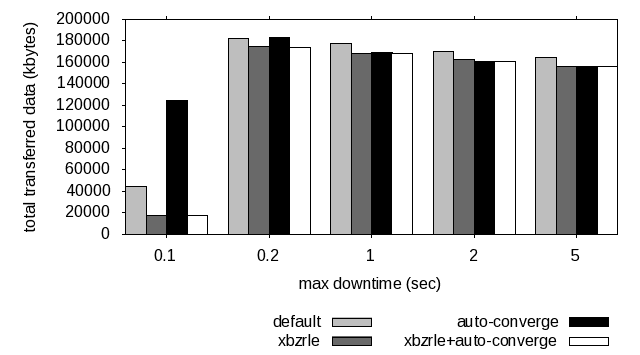 total transferred data (kbytes)
200000
180000
160000
140000
120000
100000
80000
60000
40000
20000
0
0.1 0.2 1 2 5
max downtime (sec)
default auto-converge
xbzrle xbzrle+auto-converge